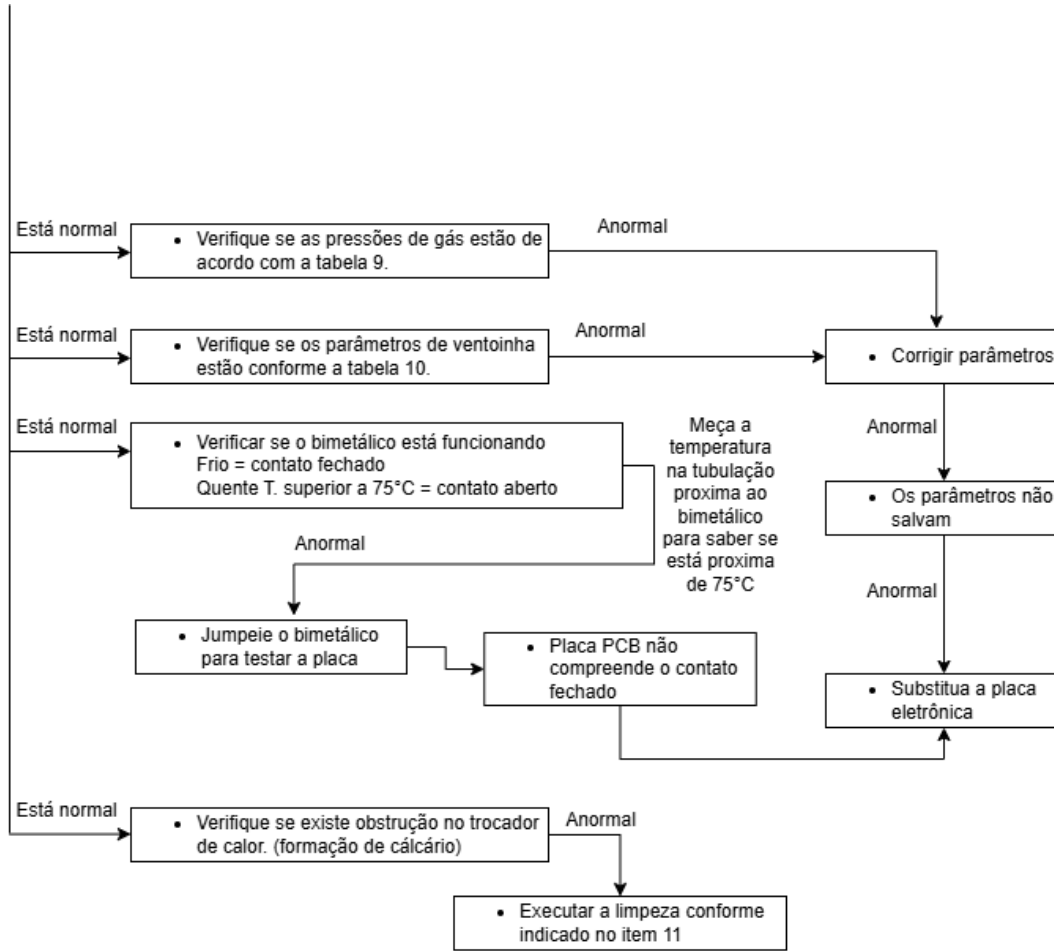 Está normal
• Verifique se as pressões de gás estão de
acordo com a tabela 9.
Anormal
Está normal
• Verifique se os parâmetros de ventoinha
estão conforme a tabela 10.
Anormal
• Corrigir parâmetros
Está normal
• Verificar se o bimetálico está funcionando
Frio = contato fechado
Quente T. superior a 75°C = contato aberto
Meça a
temperatura
na tubulação
proxima ao
bimetálico
para saber se
está proxima
de 75°C
Anormal
• Os parâmetros não
salvam
Anormal
Anormal
• Jumpeie o bimetálico
para testar a placa
• Placa PCB não
compreende o contato
fechado
• Substitua a placa
eletrônica
Está normal
• Verifique se existe obstrução no trocador
de calor. (formação de cálcário)
Anormal
• Executar a limpeza conforme
indicado no item 11